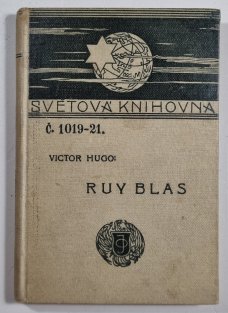 SVĚTOVÁ KNIHOVNA
Č. 1019-21.
VICTOR HUGO:
RUY BLAS